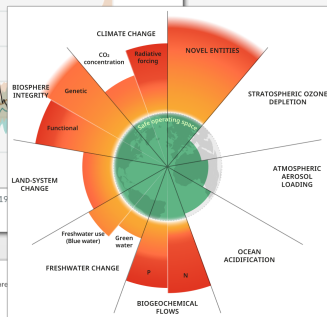 CLIMATE CHANGE
CO₂
concentration
Radiative
forcing
NOVEL ENTITIES
STRATOSPHERIC OZONE
DEPLETION
ATMOSPHERIC
AEROSOL
LOADING
OCEAN
ACIDIFICATION
BIOGEOCHEMICAL
FLOWS
P
N
FRESHWATER CHANGE
Freshwater use
(Blue water)
Green
water
LAND-SYSTEM
CHANGE
BIOSPHERE
INTEGRITY
Genetic
Functional
Safe operating space